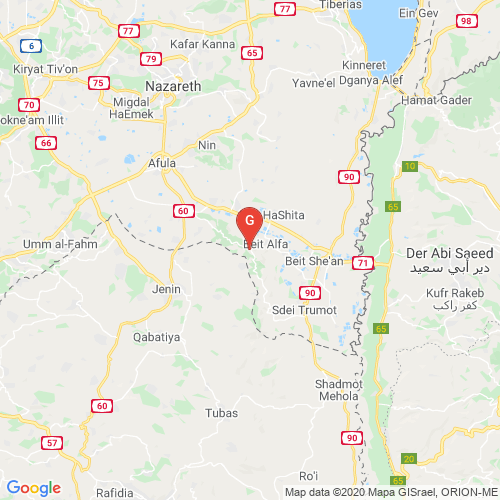 Tiberias
77
Ein Gev
77
98
6
Kafar Kanna
65
79
Kinneret
Kiryat Tiv'on
Dganya Alef
75
Nazareth
Yavne'el
Hamat Gader
70
Migdal
HaEmek
okne'am Illit
66
Nin
Afula
10
90
60
65
HaShita
G
Umm al-Fahm
Beit Alfa
Der Abi Saeed
دير أبي سعيد
Beit She'an
71
Jenin
90
Kufr Rakeb
كفر راكب
Sdei Trumot
65
Qabatiya
Shadmot
Mehola
60
Tubas
57
90
20
Ro'i
65
Rafidia
Google
Map data ©2020 Mapa GISrael, ORION-ME